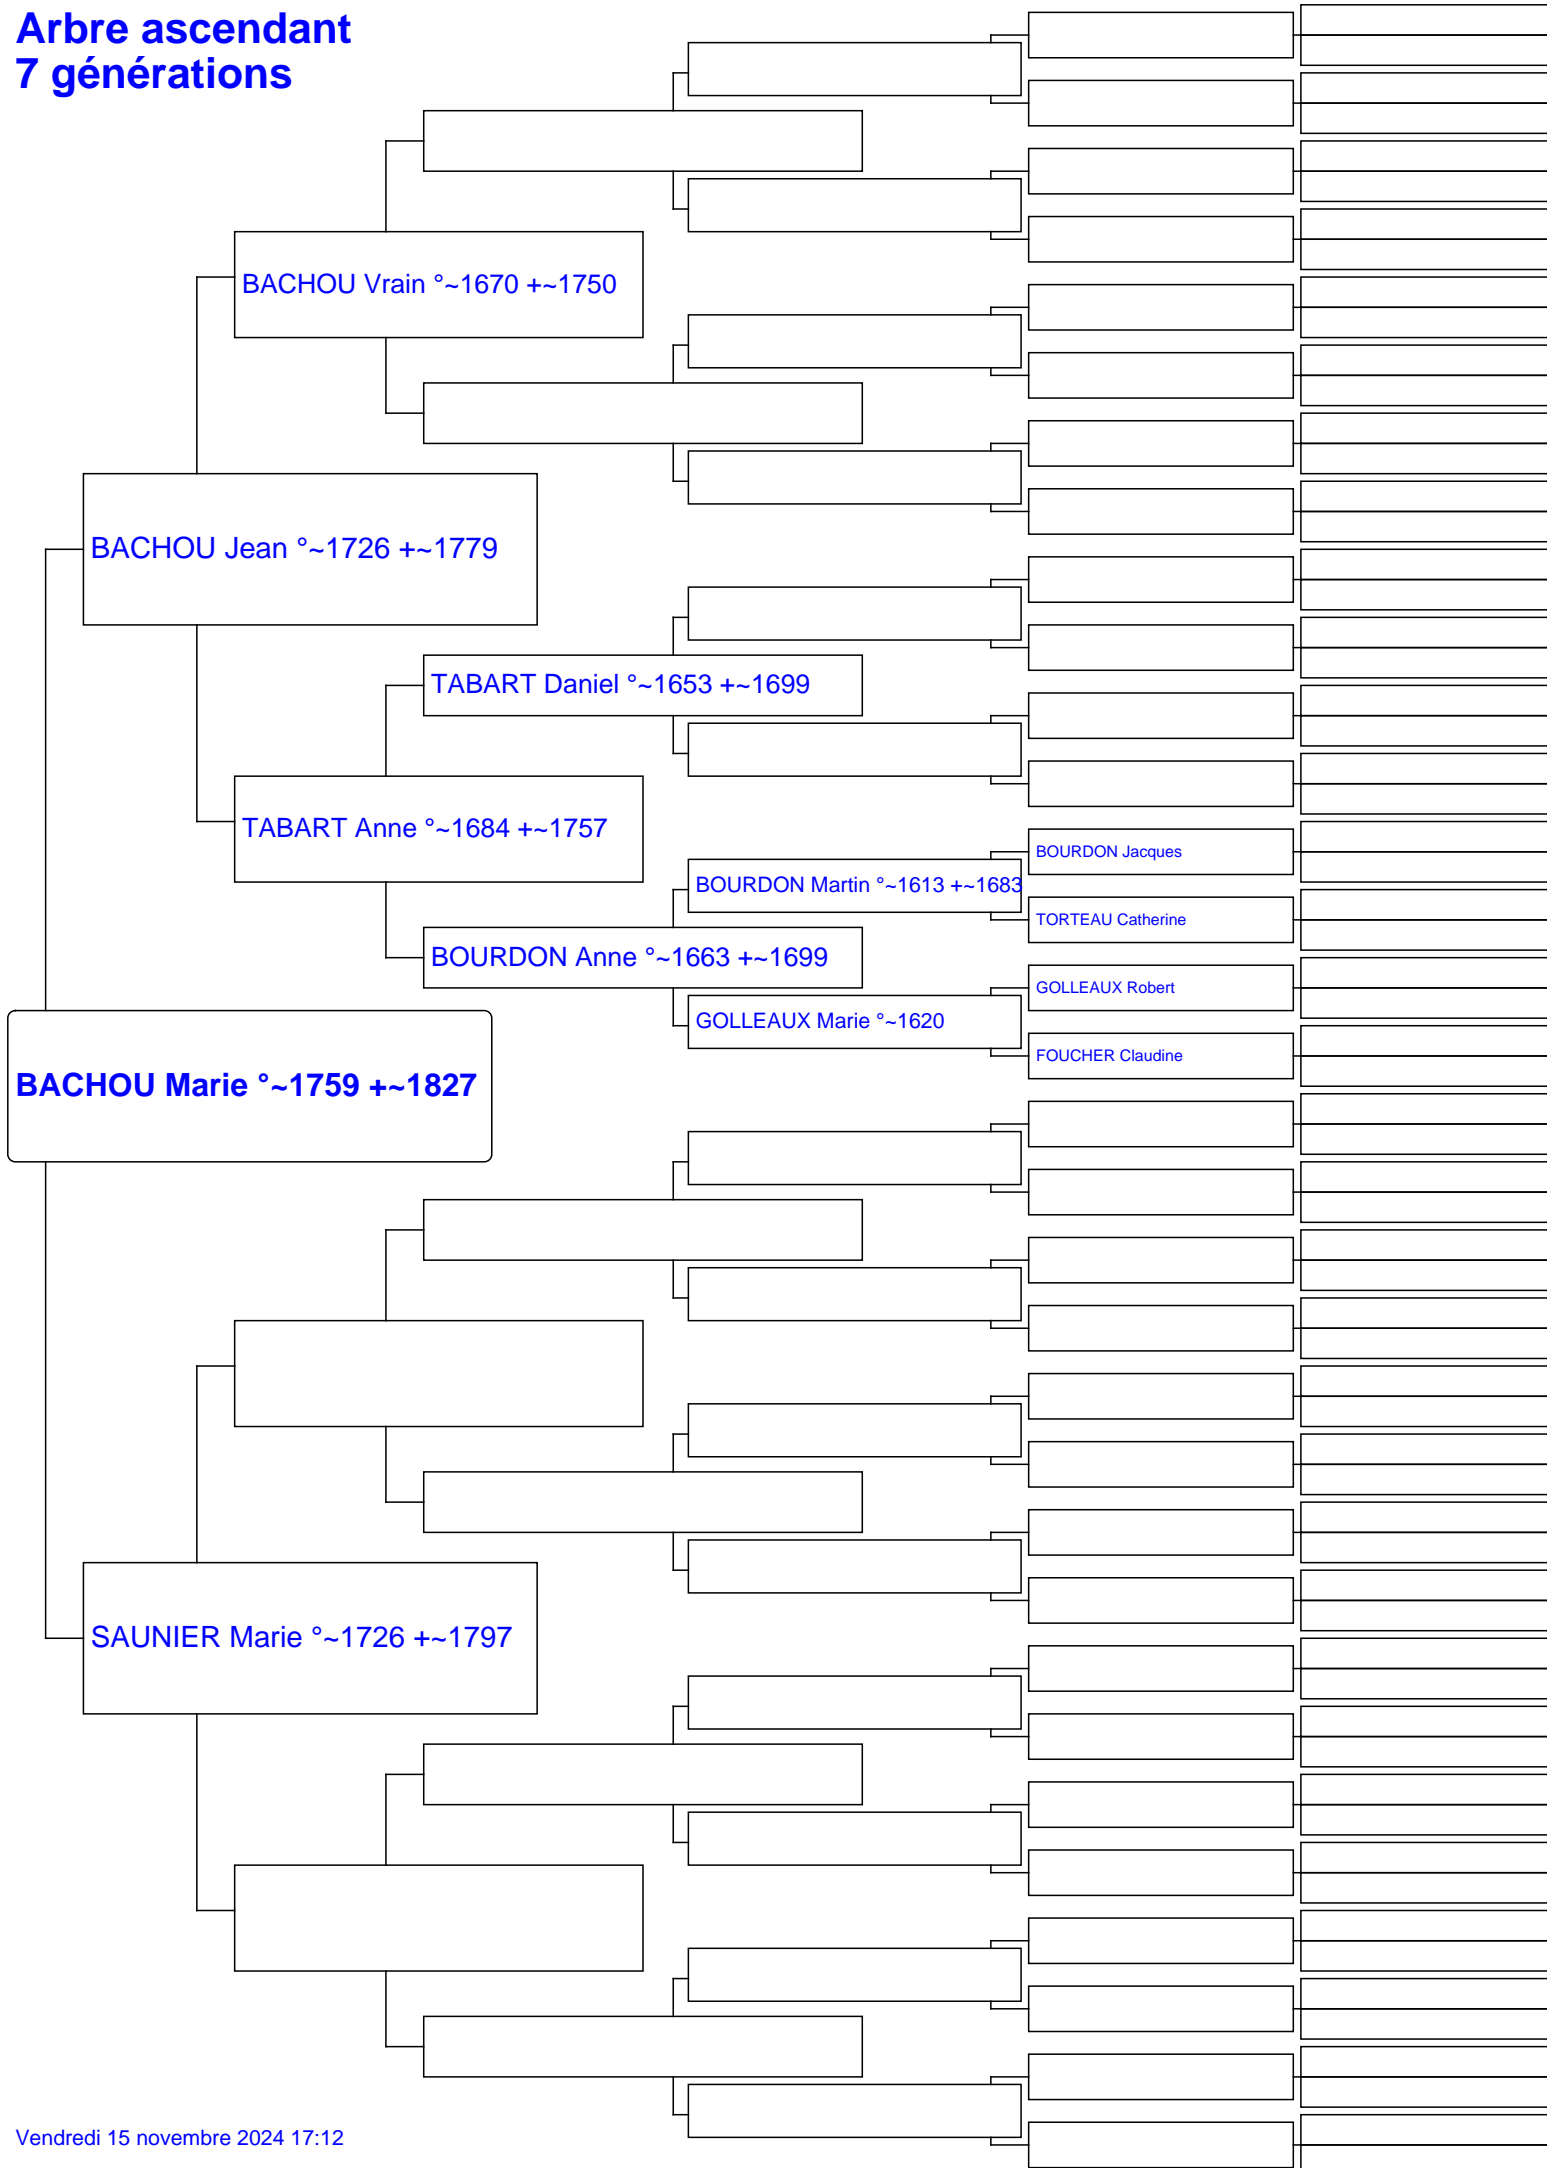 Arbre ascendant
7 générations
BACHOU Vrain °~1670 +~1750
BACHOU Jean °~1726 +~1779
TABART Daniel °~1653 +~1699
TABART Anne °~1684 +~1757
BOURDON Jacques
BOURDON Martin °~1613 +~1683
TORTEAU Catherine
BOURDON Anne °~1663 +~1699
GOLLEAUX Robert
GOLLEAUX Marie °~1620
FOUCHER Claudine
BACHOU Marie °~1759 +~1827
SAUNIER Marie °~1726 +~1797
Vendredi 15 novembre 2024 17:12